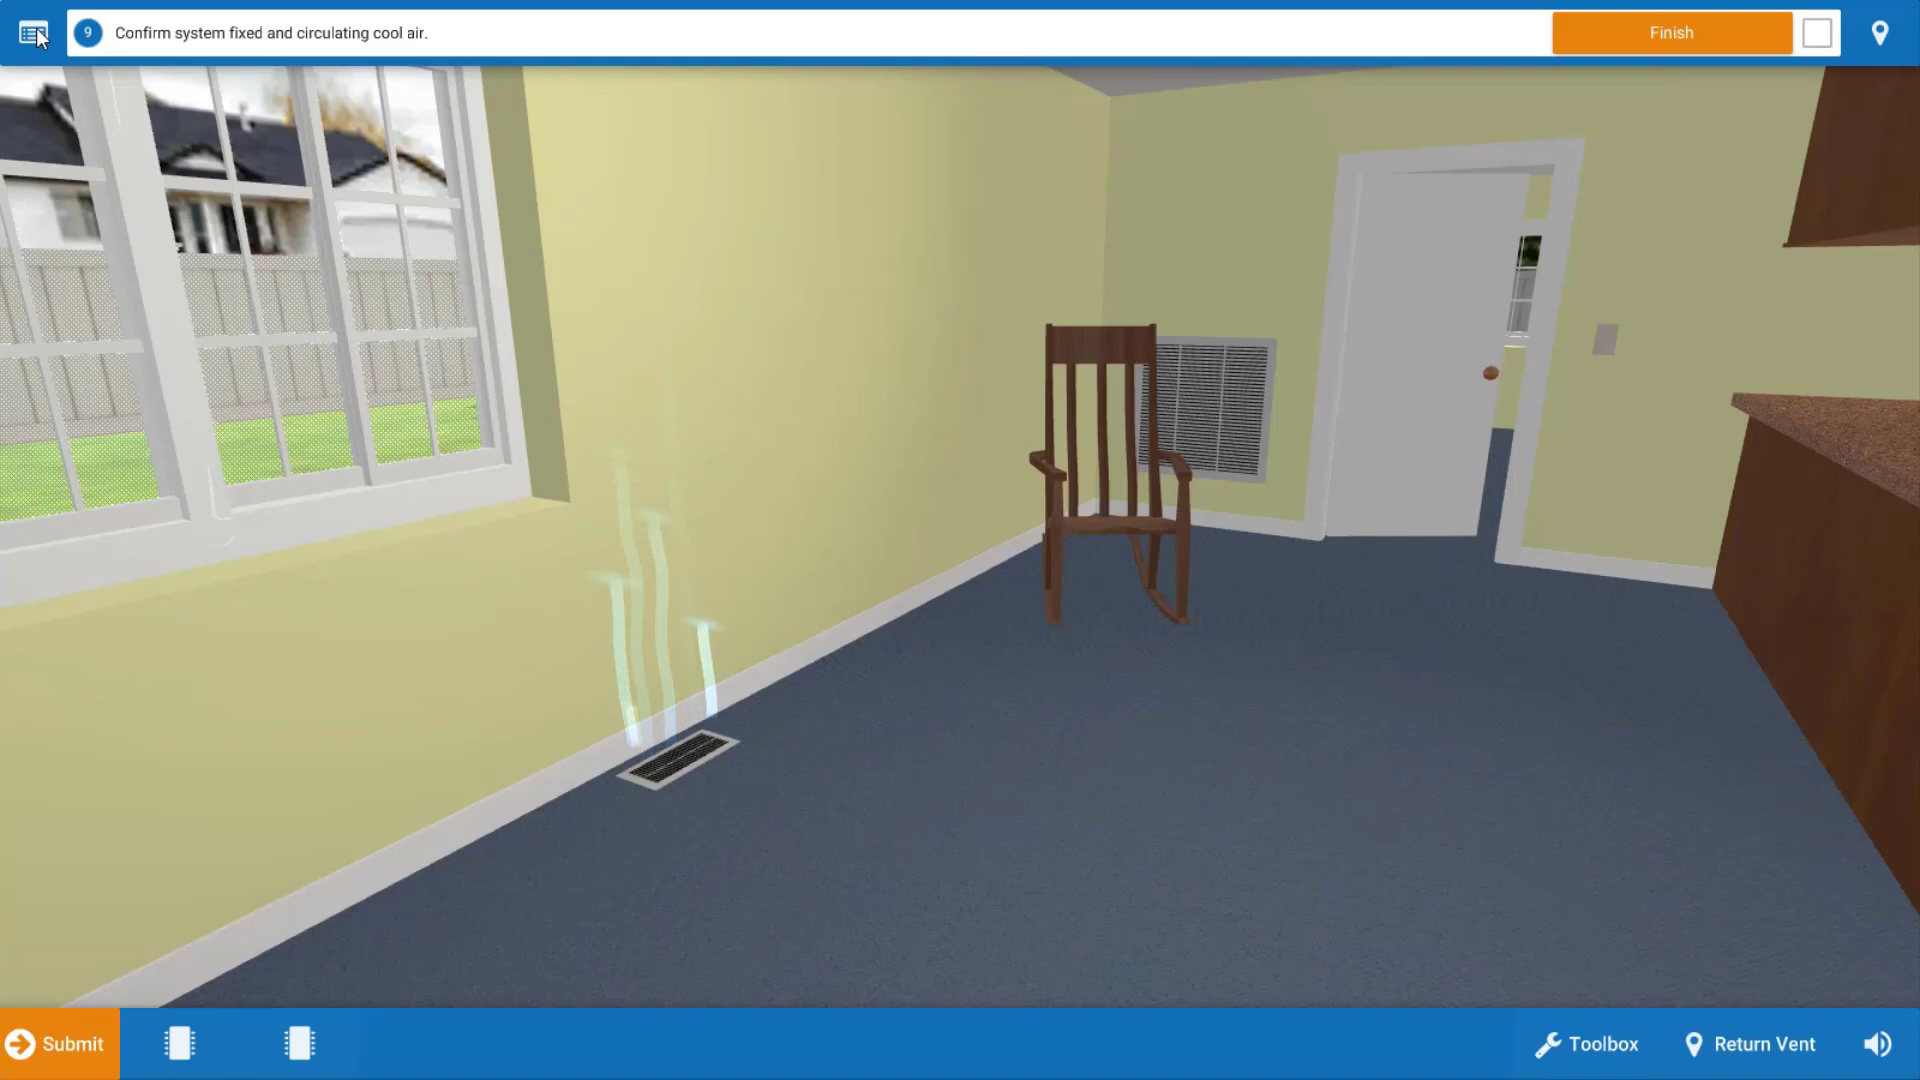 9 Confirm system fixed and circulating cool air. Finish
Submit Toolbox Return Vent